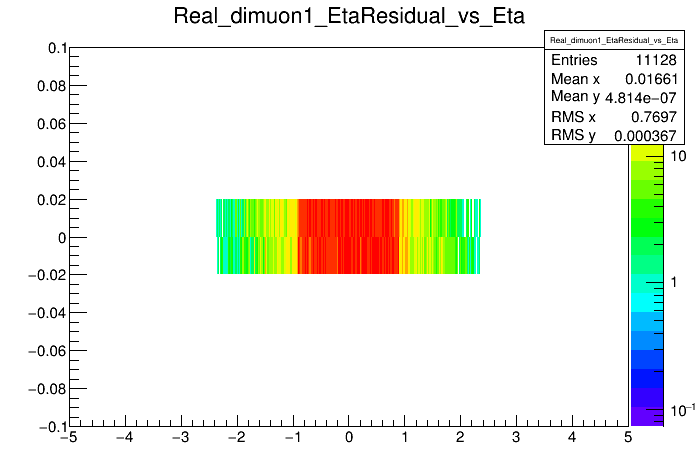 Real_dimuon1_EtaResidual_vs_Eta
Real_dimuon1_EtaResidual_vs_Eta
Entries 11128
Mean x 0.01661
Mean y 4.814e−07
RMS x 0.7697
RMS y 0.000367
0.1
0.08
0.06
0.04
0.02
0
−0.02
−0.04
−0.06
−0.08
−0.1
−5 −4 −3 −2 −1 0 1 2 3 4 5
10
1
10⁻¹